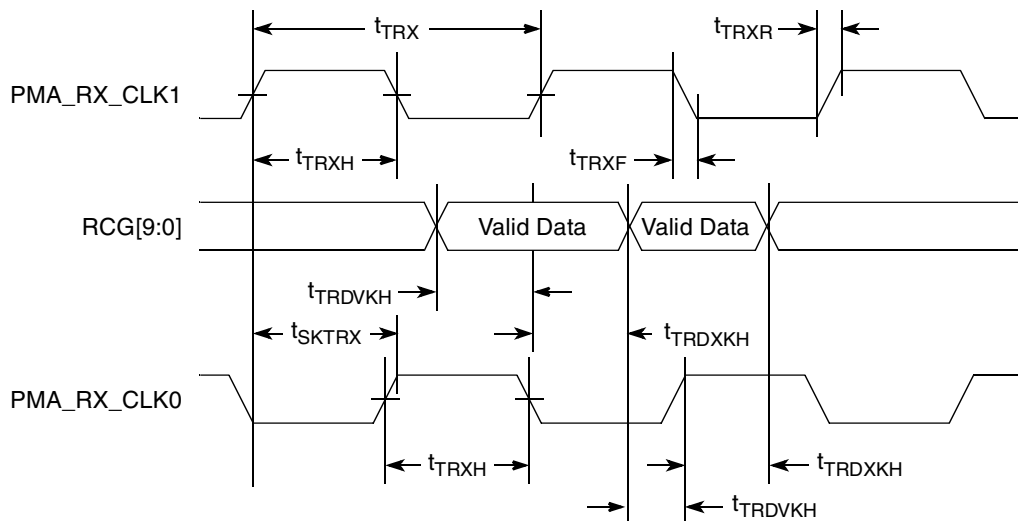 tTRX
tTRXR
PMA_RX_CLK1
tTRXH
tTRXF
RCG[9:0]
Valid Data
Valid Data
tTRDVKH
tSKTRX
tTRDXKH
PMA_RX_CLK0
tTRXH
tTRDXKH
tTRDVKH